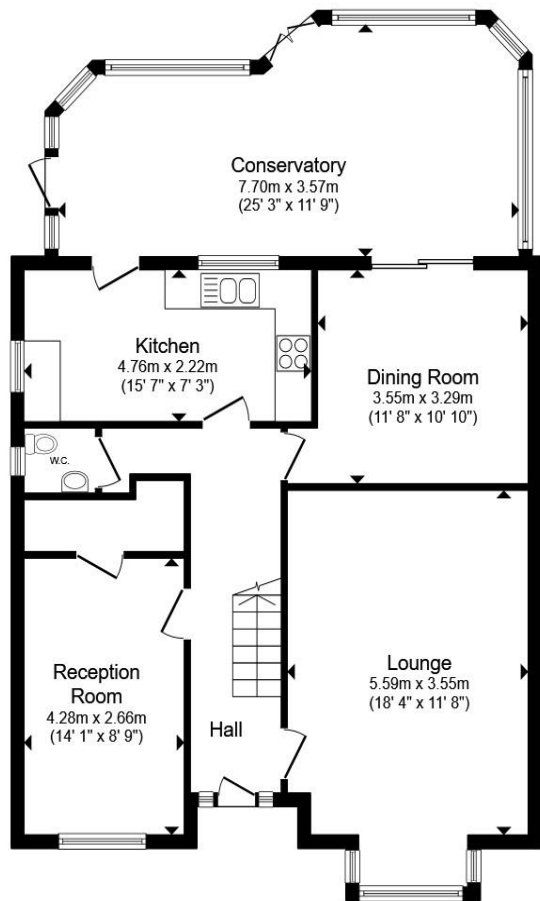 Conservatory
7.70m x 3.57m
(25' 3" x 11' 9")
Kitchen
4.76m x 2.22m
(15' 7" x 7' 3")
Dining Room
3.55m x 3.29m
(11' 8" x 10' 10")
W.C.
Reception
Room
4.28m x 2.66m
(14' 1" x 8' 9")
Lounge
5.59m x 3.55m
(18' 4" x 11' 8")
Hall